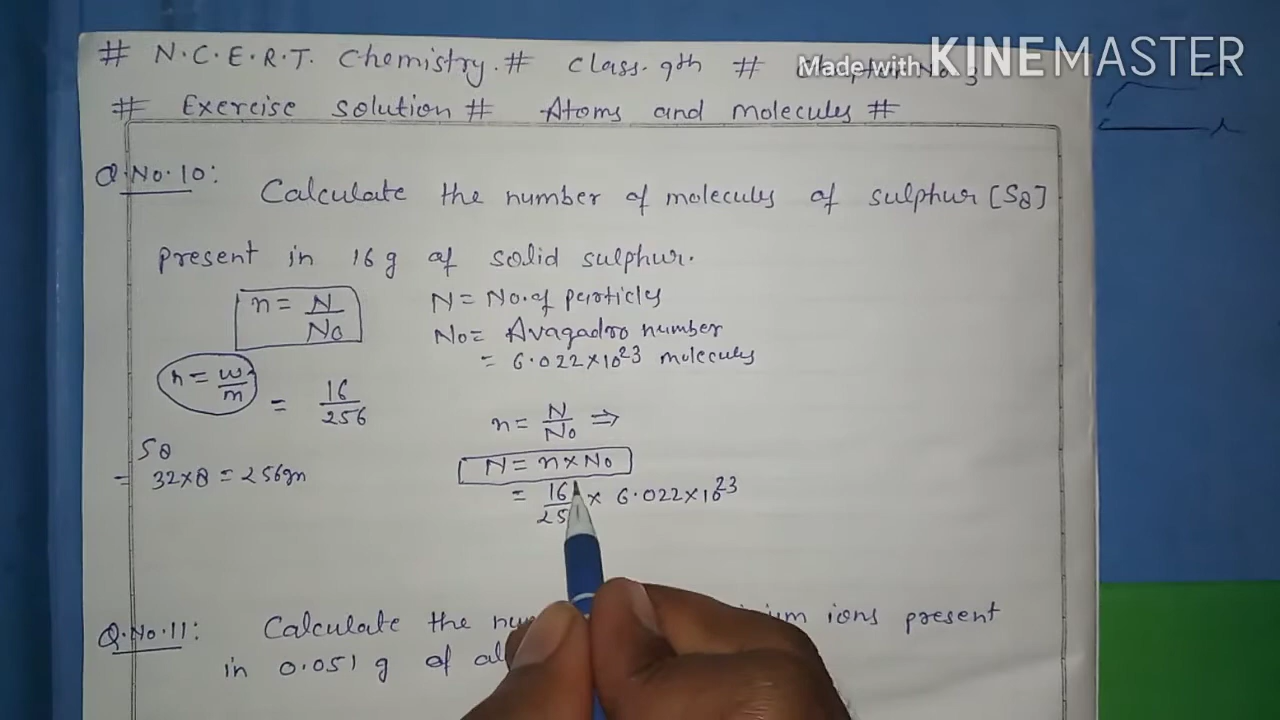 # N.C.E.R.T. Chemistry. # Class. 9th # No 3
Made with KINEMASTER
# Exercise solution # Atoms and molecules #
Q.No.10: Calculate the number of molecules of sulphur [S8]
present in 16 g of solid sulphur.
n = N/No
N = No. of particles
No = Avagadro number
= 6.022 × 10^23 molecules
n = w/m = 16/256
S8
= 32×8 = 256gm
n = N/No ⇒
N = n × No
= 16/25 × 6.022×10^23
Q.No.11: Calculate the ions present
in 0.051 g of